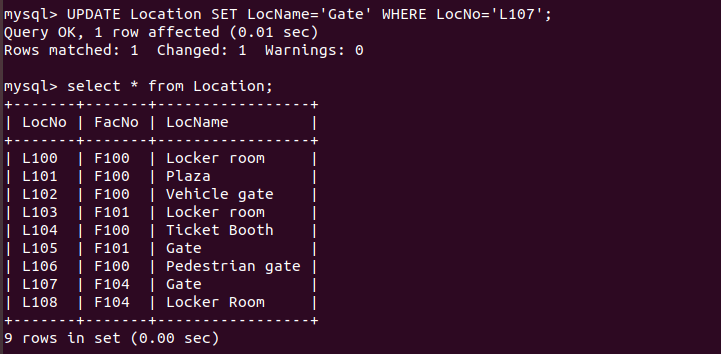 mysql> UPDATE Location SET LocName='Gate' WHERE LocNo='L107';
Query OK, 1 row affected (0.01 sec)
Rows matched: 1  Changed: 1  Warnings: 0

mysql> select * from Location;
+-------+-------+-----------------+
| LocNo | FacNo | LocName         |
+-------+-------+-----------------+
| L100  | F100  | Locker room     |
| L101  | F100  | Plaza           |
| L102  | F100  | Vehicle gate    |
| L103  | F101  | Locker room     |
| L104  | F100  | Ticket Booth    |
| L105  | F101  | Gate            |
| L106  | F100  | Pedestrian gate |
| L107  | F104  | Gate            |
| L108  | F104  | Locker Room     |
+-------+-------+-----------------+
9 rows in set (0.00 sec)